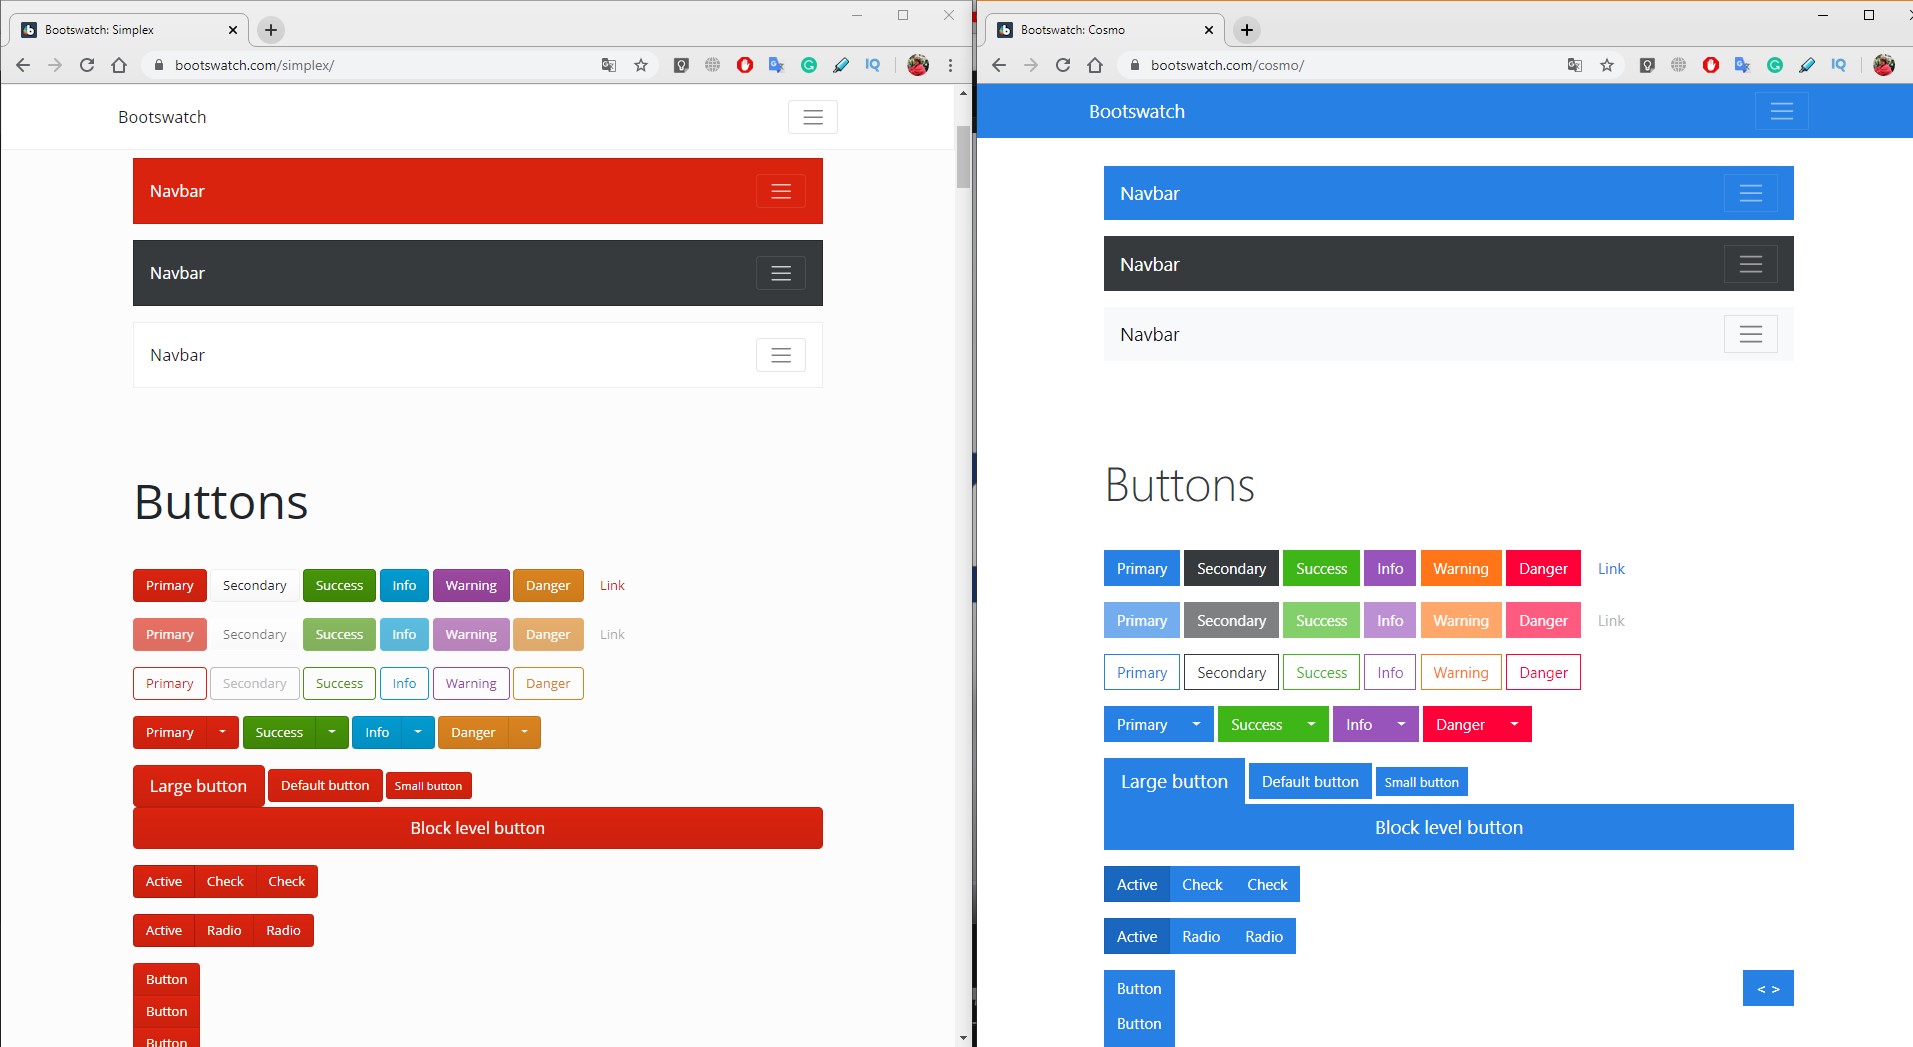 Bootswatch: Simplex
bootswatch.com/simplex/
IQ
Bootswatch
Navbar
Navbar
Navbar
Buttons
Primary Secondary Success Info Warning Danger Link
Primary Secondary Success Info Warning Danger Link
Primary Secondary Success Info Warning Danger
Primary Success Info Danger
Large button Default button Small button
Block level button
Active Check Check
Active Radio Radio
Button
Button
Button
Bootswatch: Cosmo
bootswatch.com/cosmo/
IQ
Bootswatch
Navbar
Navbar
Navbar
Buttons
Primary Secondary Success Info Warning Danger Link
Primary Secondary Success Info Warning Danger Link
Primary Secondary Success Info Warning Danger
Primary Success Info Danger
Large button Default button Small button
Block level button
Active Check Check
Active Radio Radio
Button < >
Button